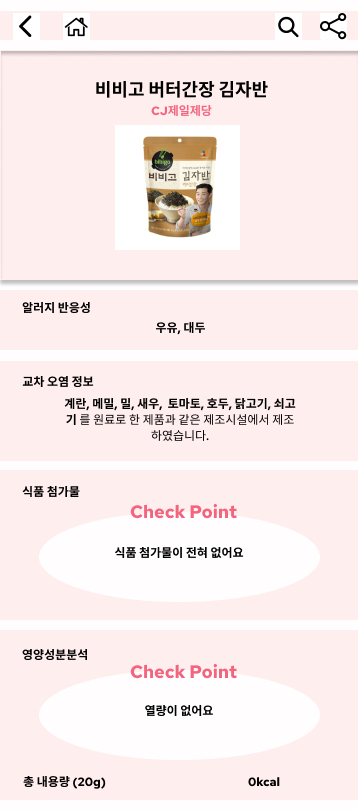 비비고 버터간장 김자반
CJ제일제당
bibigo
비비고
김자반
알러지 반응성
우유, 대두
교차 오염 정보
계란, 메밀, 밀, 새우,  토마토, 호두, 닭고기, 쇠고
기 를 원료로 한 제품과 같은 제조시설에서 제조
하였습니다.
식품 첨가물
Check Point
식품 첨가물이 전혀 없어요
영양성분분석
Check Point
열량이 없어요
총 내용량 (20g) 0kcal